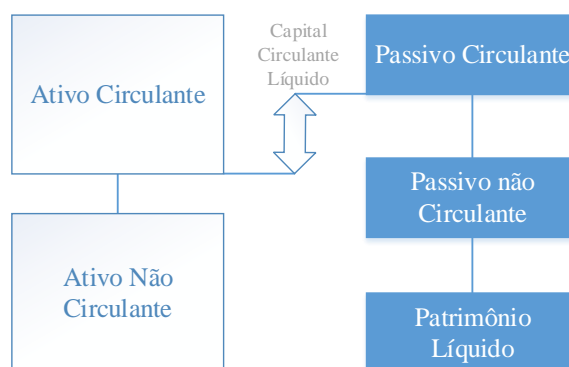 Capital
Circulante
Líquido
Ativo Circulante
Passivo Circulante
Passivo não
Circulante
Ativo Não
Circulante
Patrimônio
Líquido